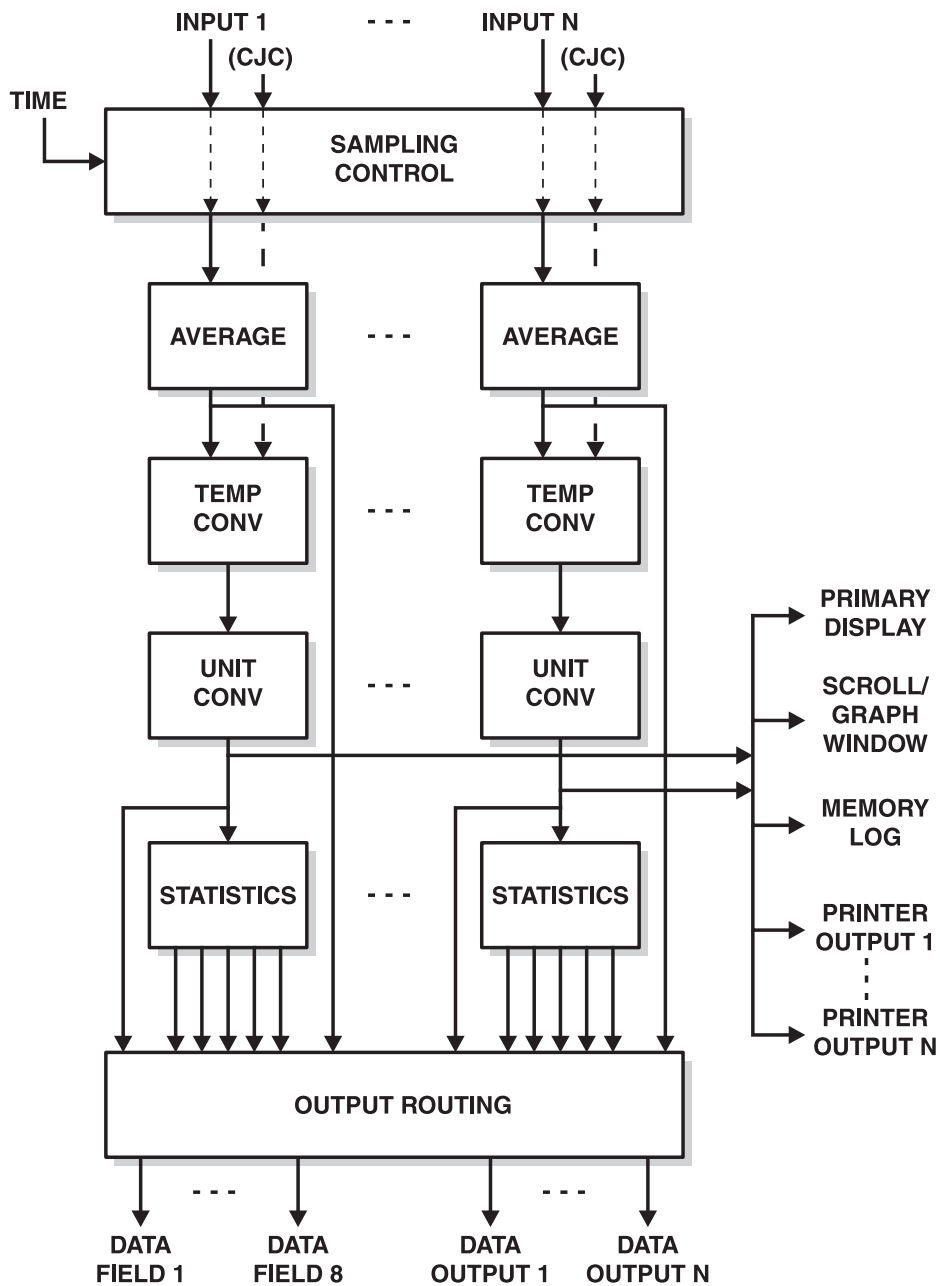 INPUT 1 - - - INPUT N
(CJC) (CJC)
TIME
SAMPLING
CONTROL
AVERAGE - - - AVERAGE
TEMP
CONV
- - -
TEMP
CONV
UNIT
CONV
- - -
UNIT
CONV
PRIMARY
DISPLAY
SCROLL/
GRAPH
WINDOW
MEMORY
LOG
STATISTICS - - - STATISTICS
PRINTER
OUTPUT 1
PRINTER
OUTPUT N
OUTPUT ROUTING
DATA
FIELD 1
- - -
DATA
FIELD 8
DATA
OUTPUT 1
- - -
DATA
OUTPUT N